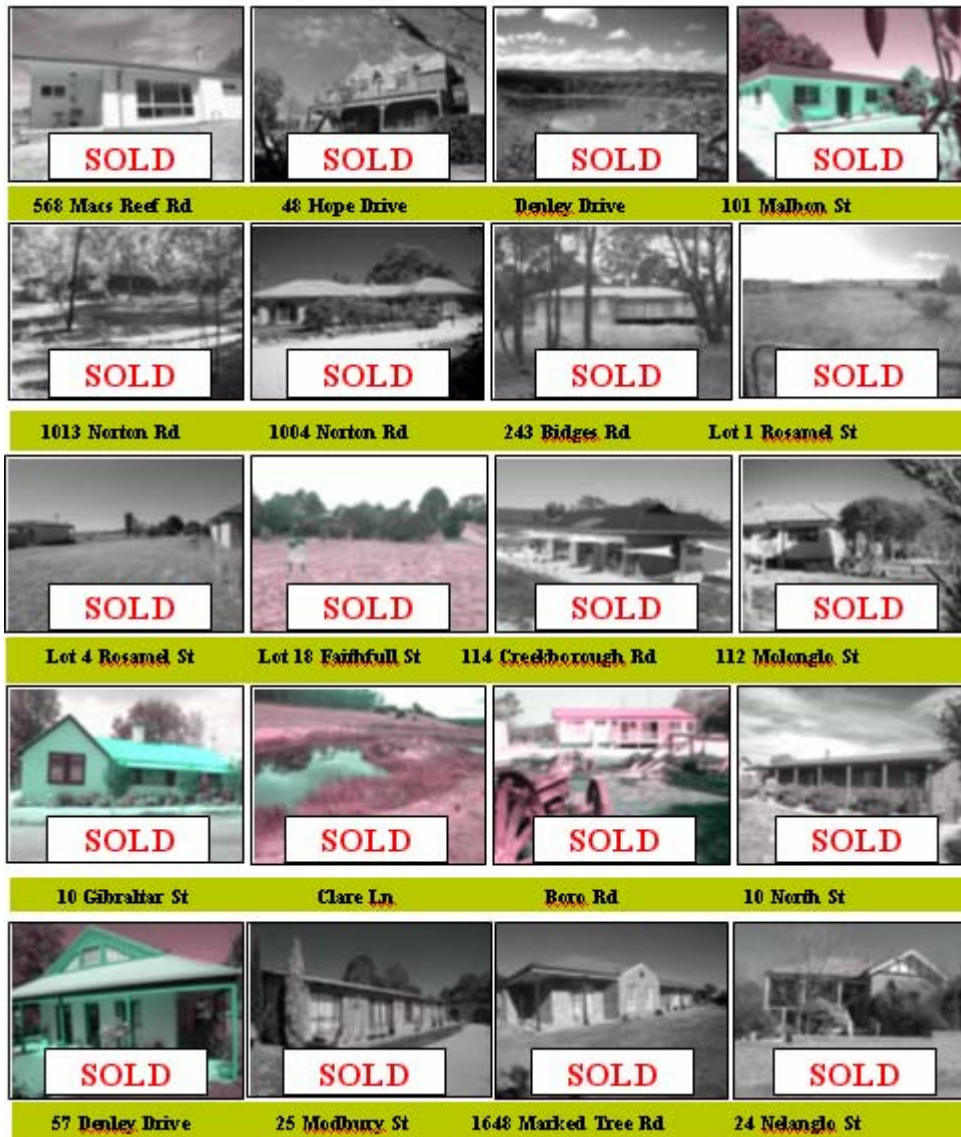 SOLD SOLD SOLD SOLD
568 Macs Reef Rd 48 Hope Drive Denley Drive 101 Malbon St
SOLD SOLD SOLD SOLD
1013 Norton Rd 1004 Norton Rd 243 Bidges Rd Lot 1 Rosamel St
SOLD SOLD SOLD SOLD
Lot 4 Rosamel St Lot 18 Faithfull St 114 Creekborough Rd 112 Molonglo St
SOLD SOLD SOLD SOLD
10 Gibraltar St Clare Ln Boro Rd 10 North St
SOLD SOLD SOLD SOLD
57 Denley Drive 25 Modbury St 1648 Marked Tree Rd 24 Nelanglo St